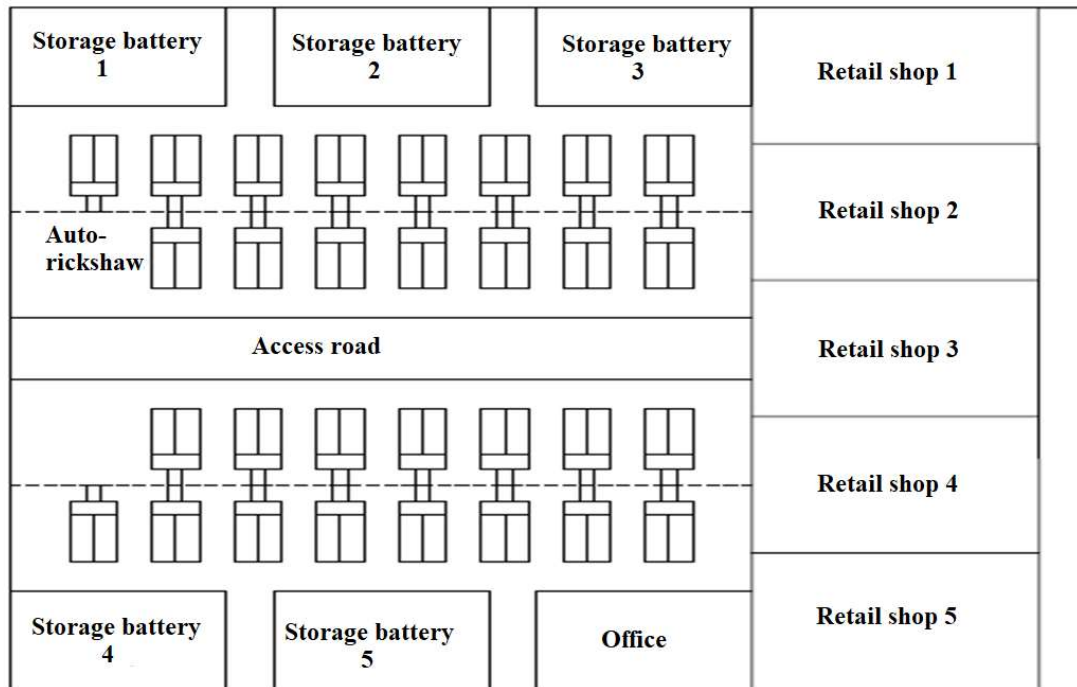 Storage battery
1
Storage battery
2
Storage battery
3
Retail shop 1
Retail shop 2
Auto-
rickshaw
Access road
Retail shop 3
Retail shop 4
Storage battery
4
Storage battery
5
Office
Retail shop 5